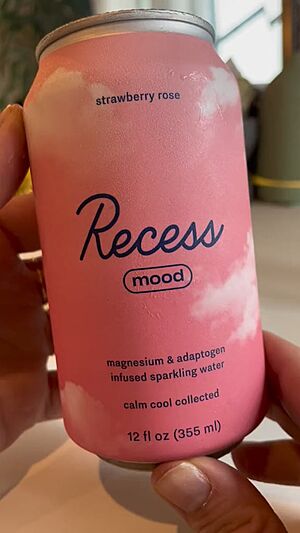 strawberry rose
Recess
mood
magnesium & adaptogen
infused sparkling water
calm cool collected
12 fl oz (355 ml)